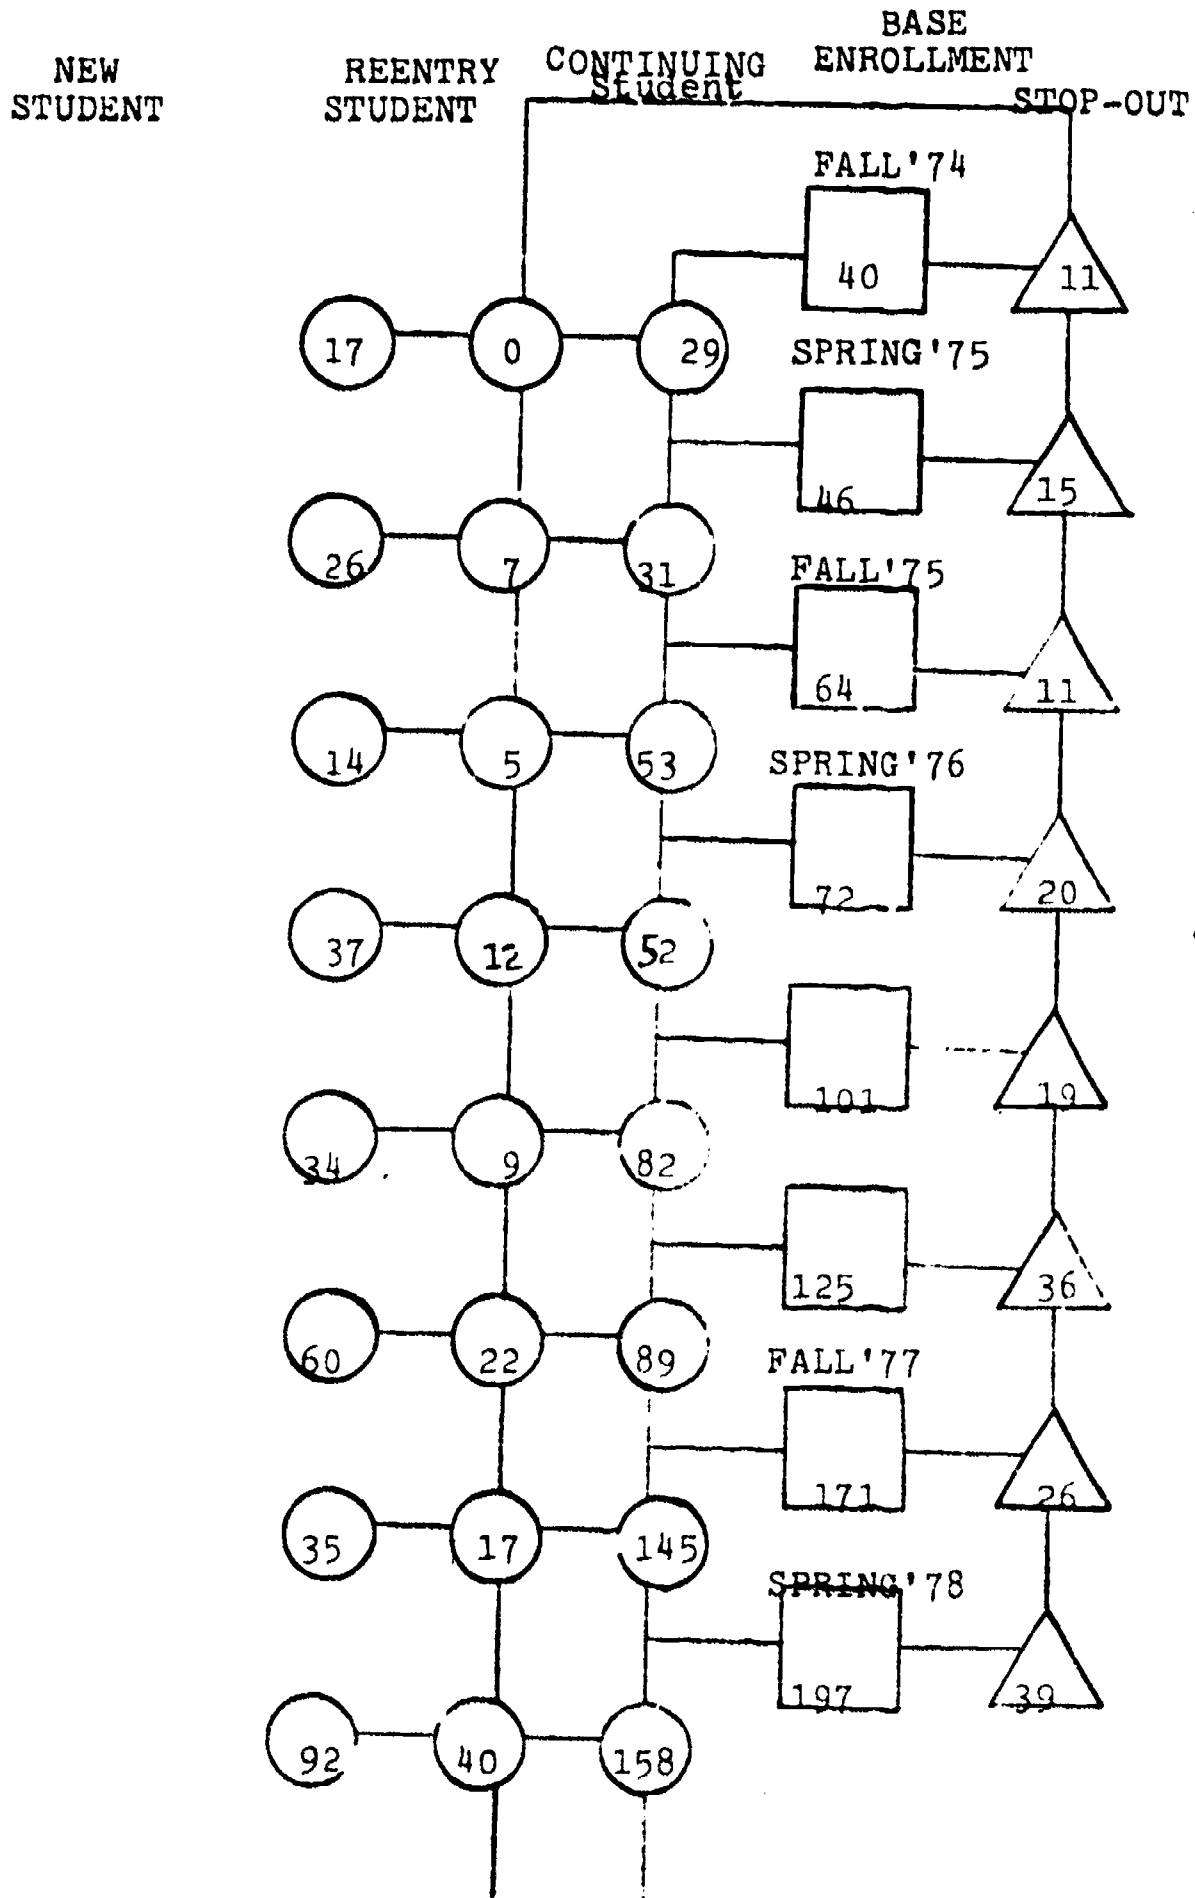 NEW
STUDENT
REENTRY
STUDENT
CONTINUING
Student
BASE
ENROLLMENT
STOP-OUT
FALL'74
40
11
17
0
29
SPRING'75
46
15
26
7
31
FALL'75
64
11
14
5
53
SPRING'76
72
20
37
12
52
101
19
34
9
82
125
36
60
22
89
FALL'77
171
26
35
17
145
SPRING'78
197
39
92
40
158